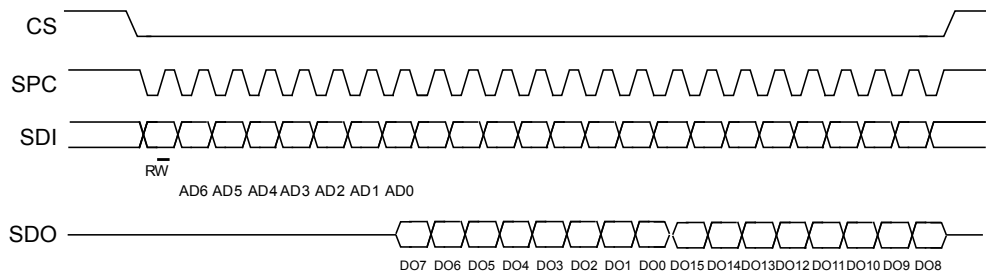 CS
SPC
SDI
RW
AD6 AD5 AD4 AD3 AD2 AD1 AD0
SDO
DO7 DO6 DO5 DO4 DO3 DO2 DO1 DO0 DO15 DO14 DO13 DO12 DO11 DO10 DO9 DO8